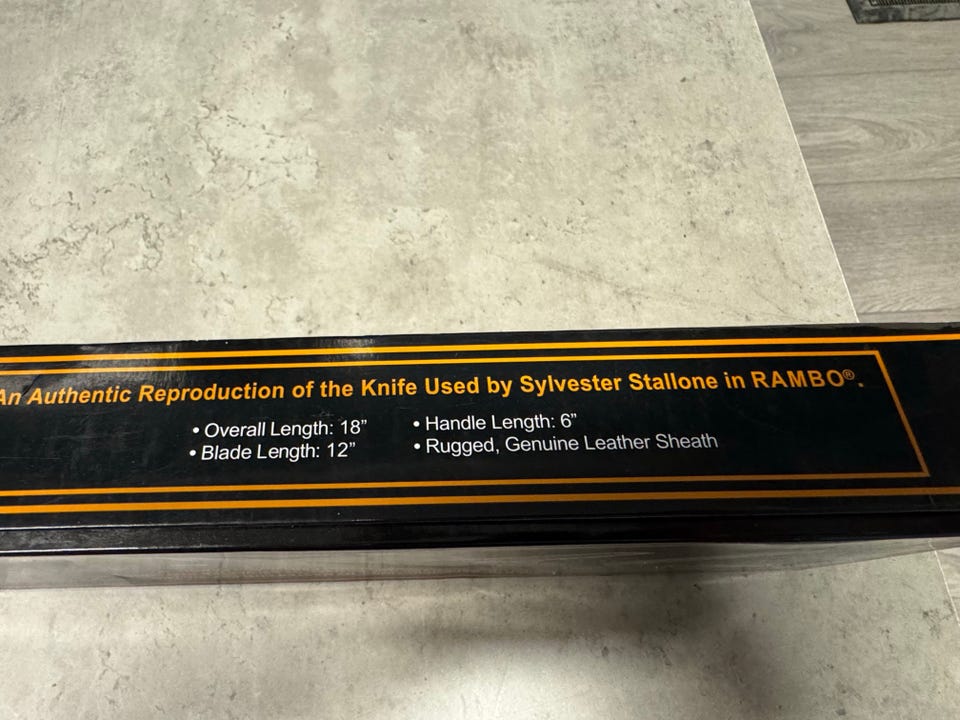 An Authentic Reproduction of the Knife Used by Sylvester Stallone in RAMBO®.
• Overall Length: 18” • Handle Length: 6”
• Blade Length: 12” • Rugged, Genuine Leather Sheath